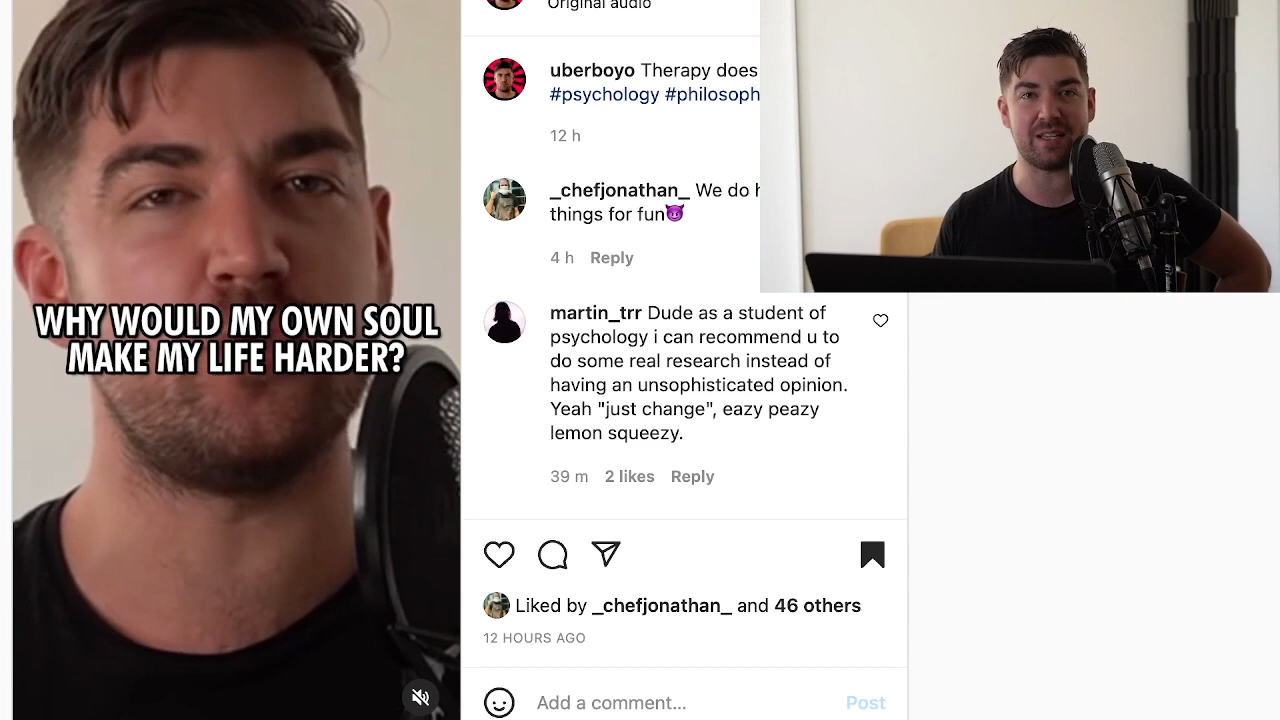 Original audio
uberboyo Therapy does
#psychology #philosoph
12 h
_chefjonathan_ We do h
things for fun😈
4 h Reply
WHY WOULD MY OWN SOUL
MAKE MY LIFE HARDER?
martin_trr Dude as a student of
psychology i can recommend u to
do some real research instead of
having an unsophisticated opinion.
Yeah "just change", eazy peazy
lemon squeezy.
39 m 2 likes Reply
Liked by _chefjonathan_ and 46 others
12 HOURS AGO
Add a comment... Post